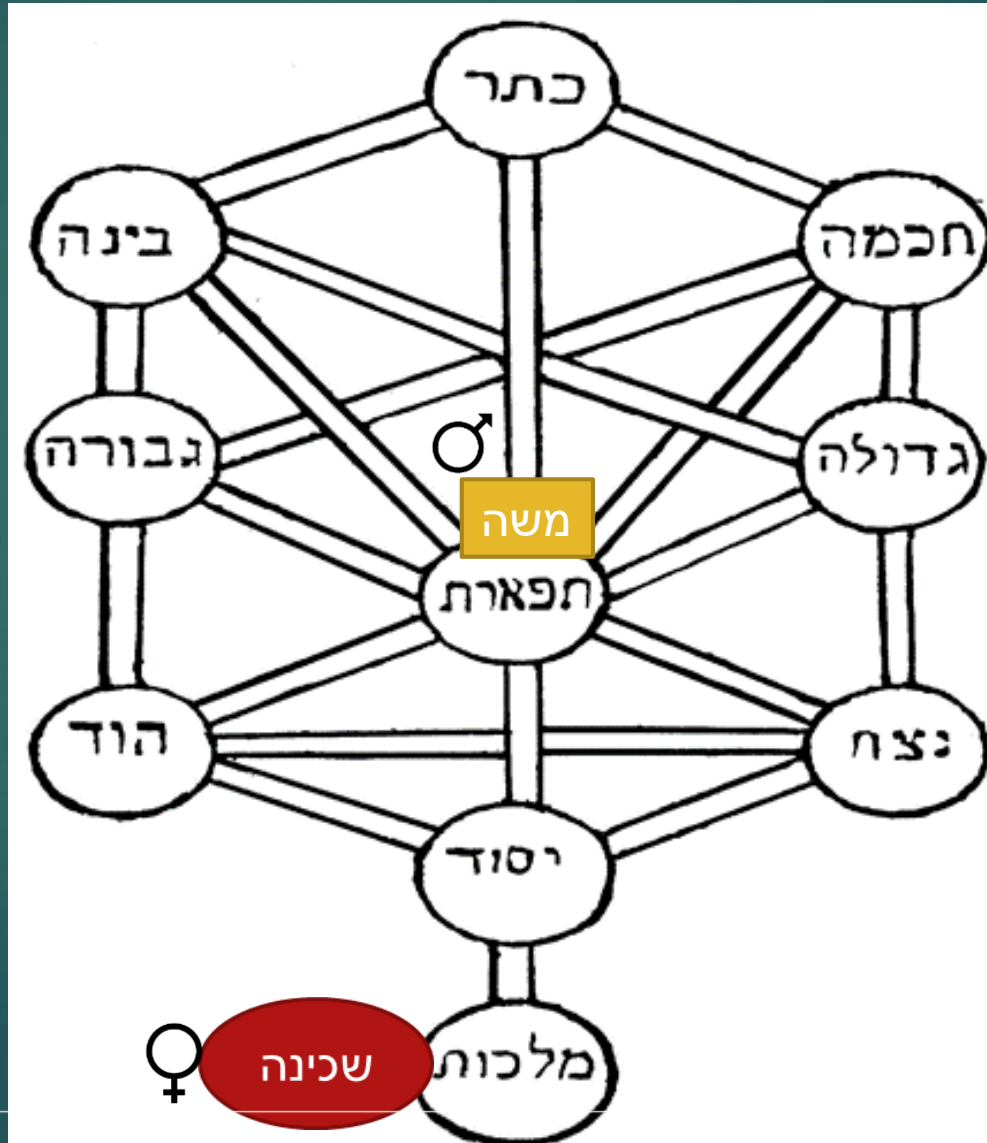 כתר
חכמה
בינה
גדולה
גבורה
משה
תפארת
נצח
הוד
יסוד
מלכות
שכינה